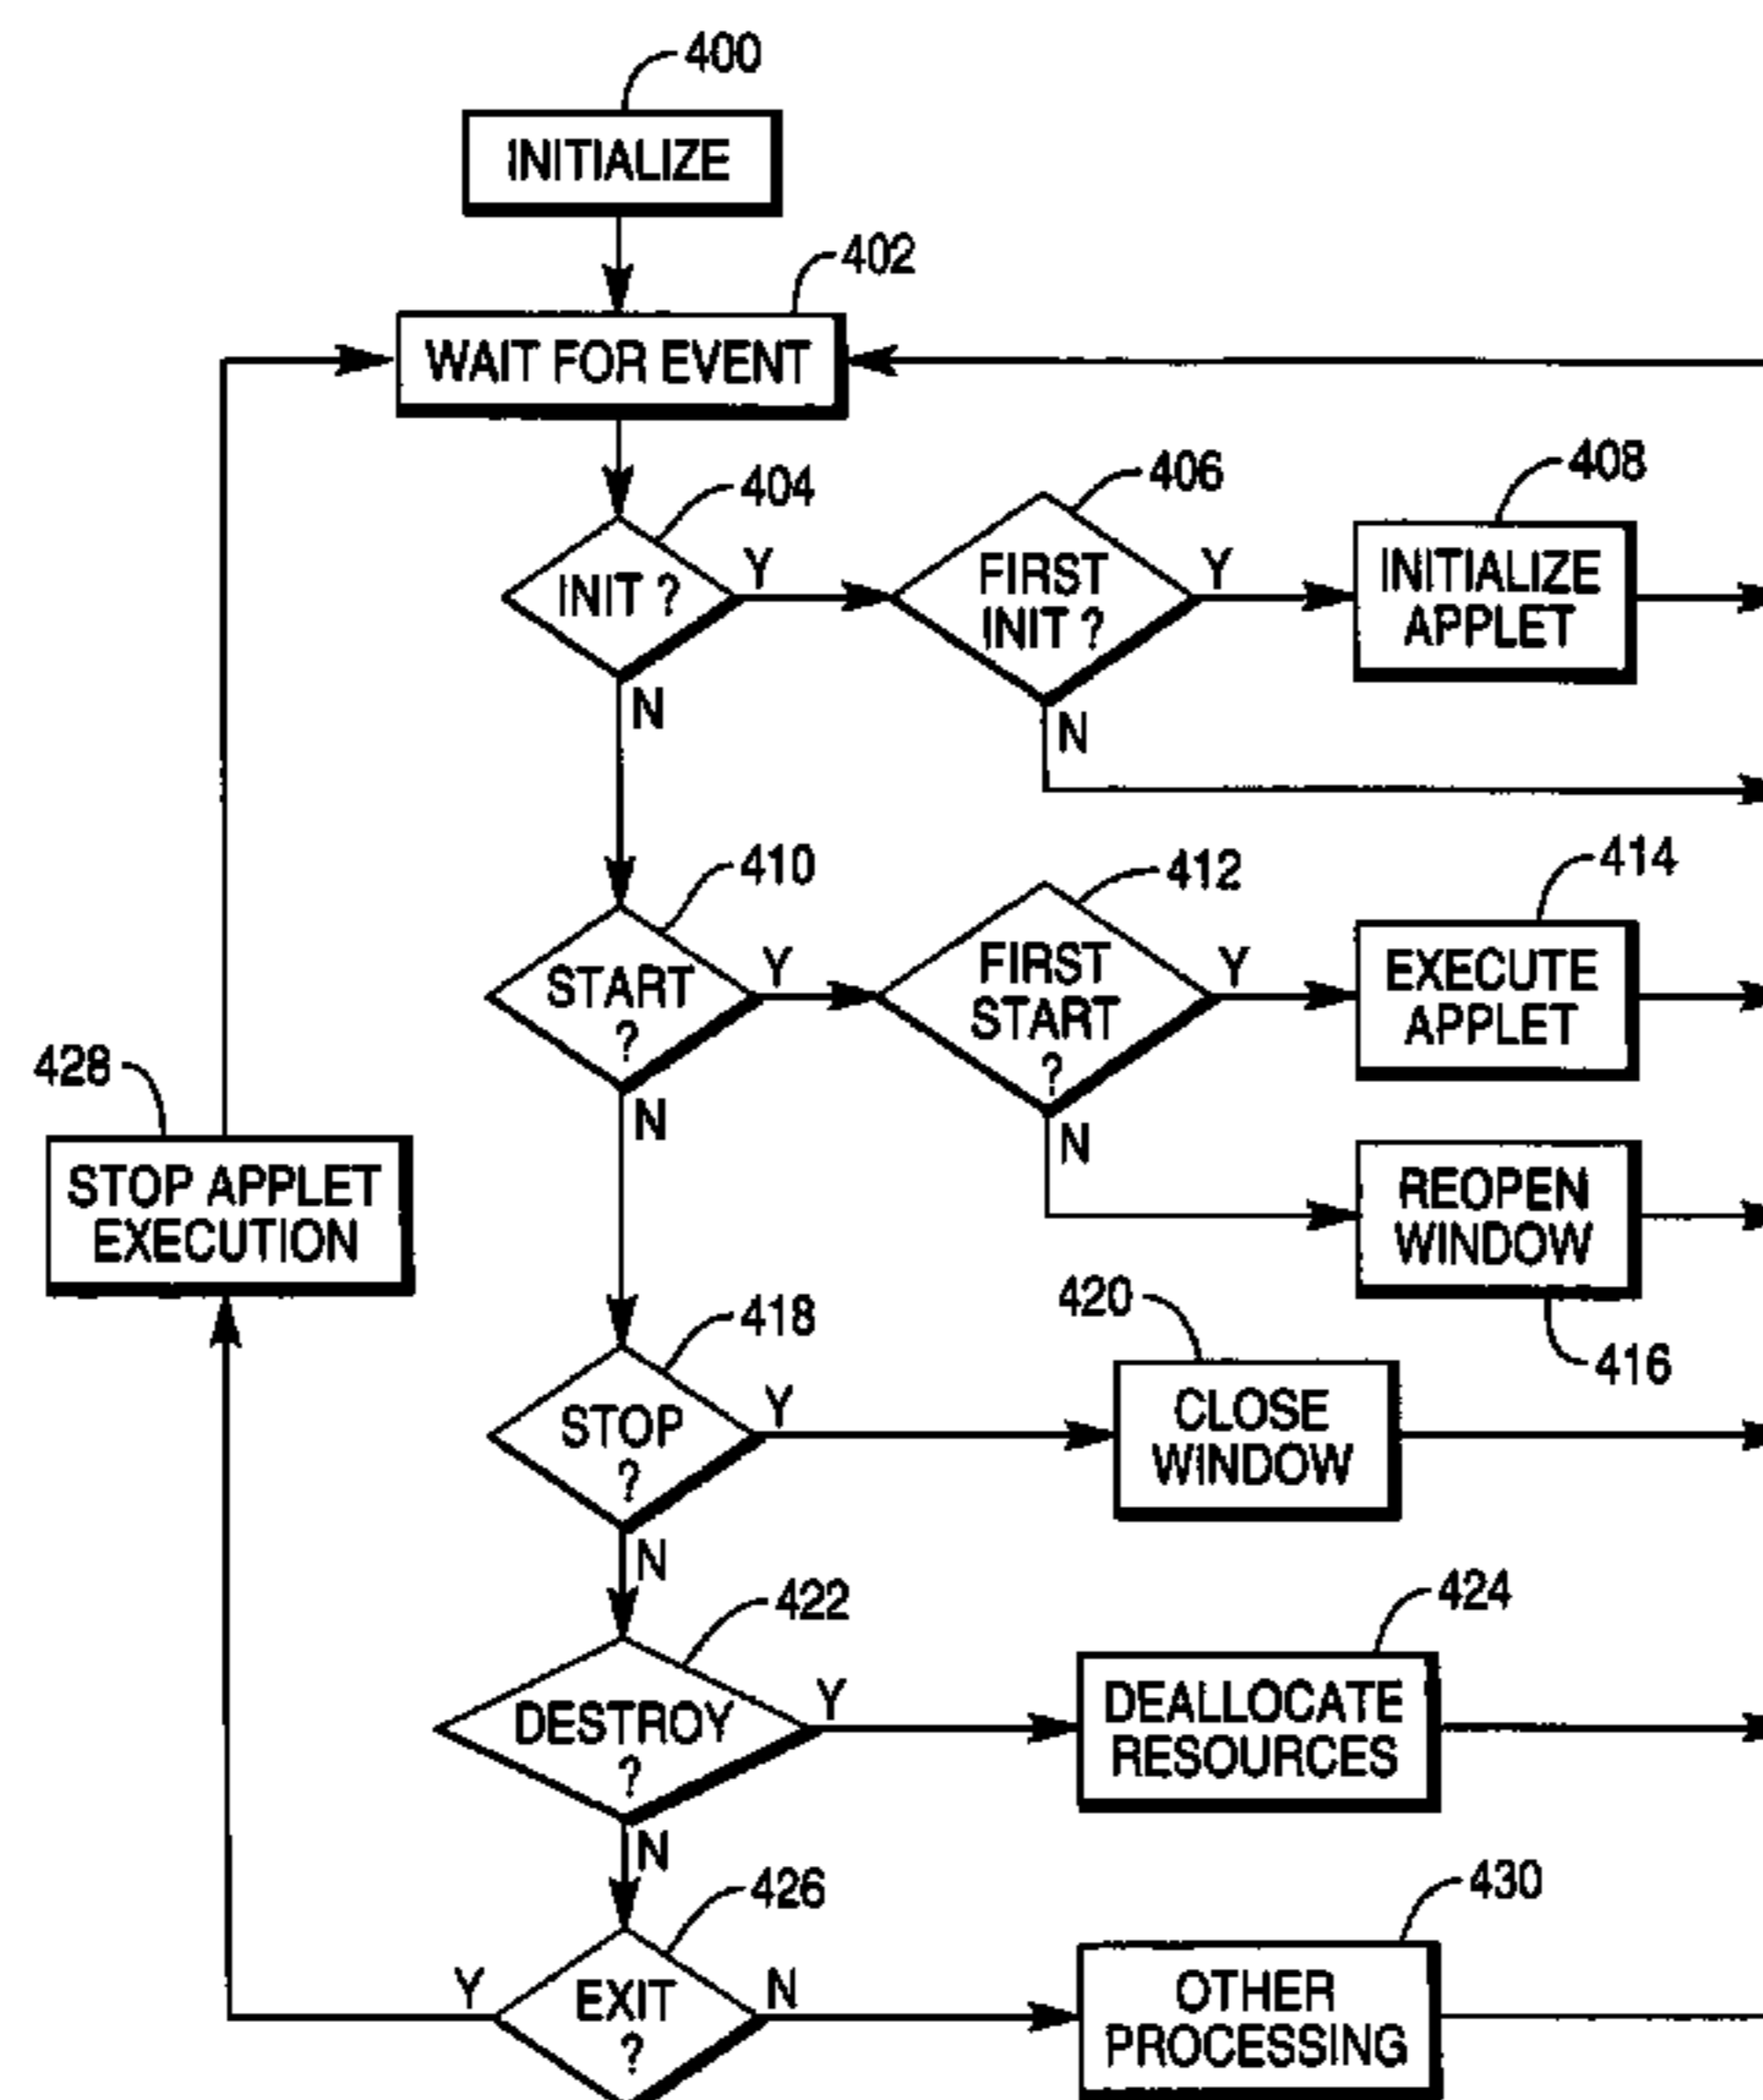 400
INITIALIZE
402
WAIT FOR EVENT
404
INIT ?
Y
N
406
FIRST
INIT ?
Y
N
408
INITIALIZE
APPLET
410
START
?
Y
N
412
FIRST
START
?
Y
N
414
EXECUTE
APPLET
REOPEN
WINDOW
416
428
STOP APPLET
EXECUTION
418
STOP
?
Y
N
420
CLOSE
WINDOW
422
DESTROY
?
Y
N
424
DEALLOCATE
RESOURCES
426
EXIT
?
Y
N
430
OTHER
PROCESSING